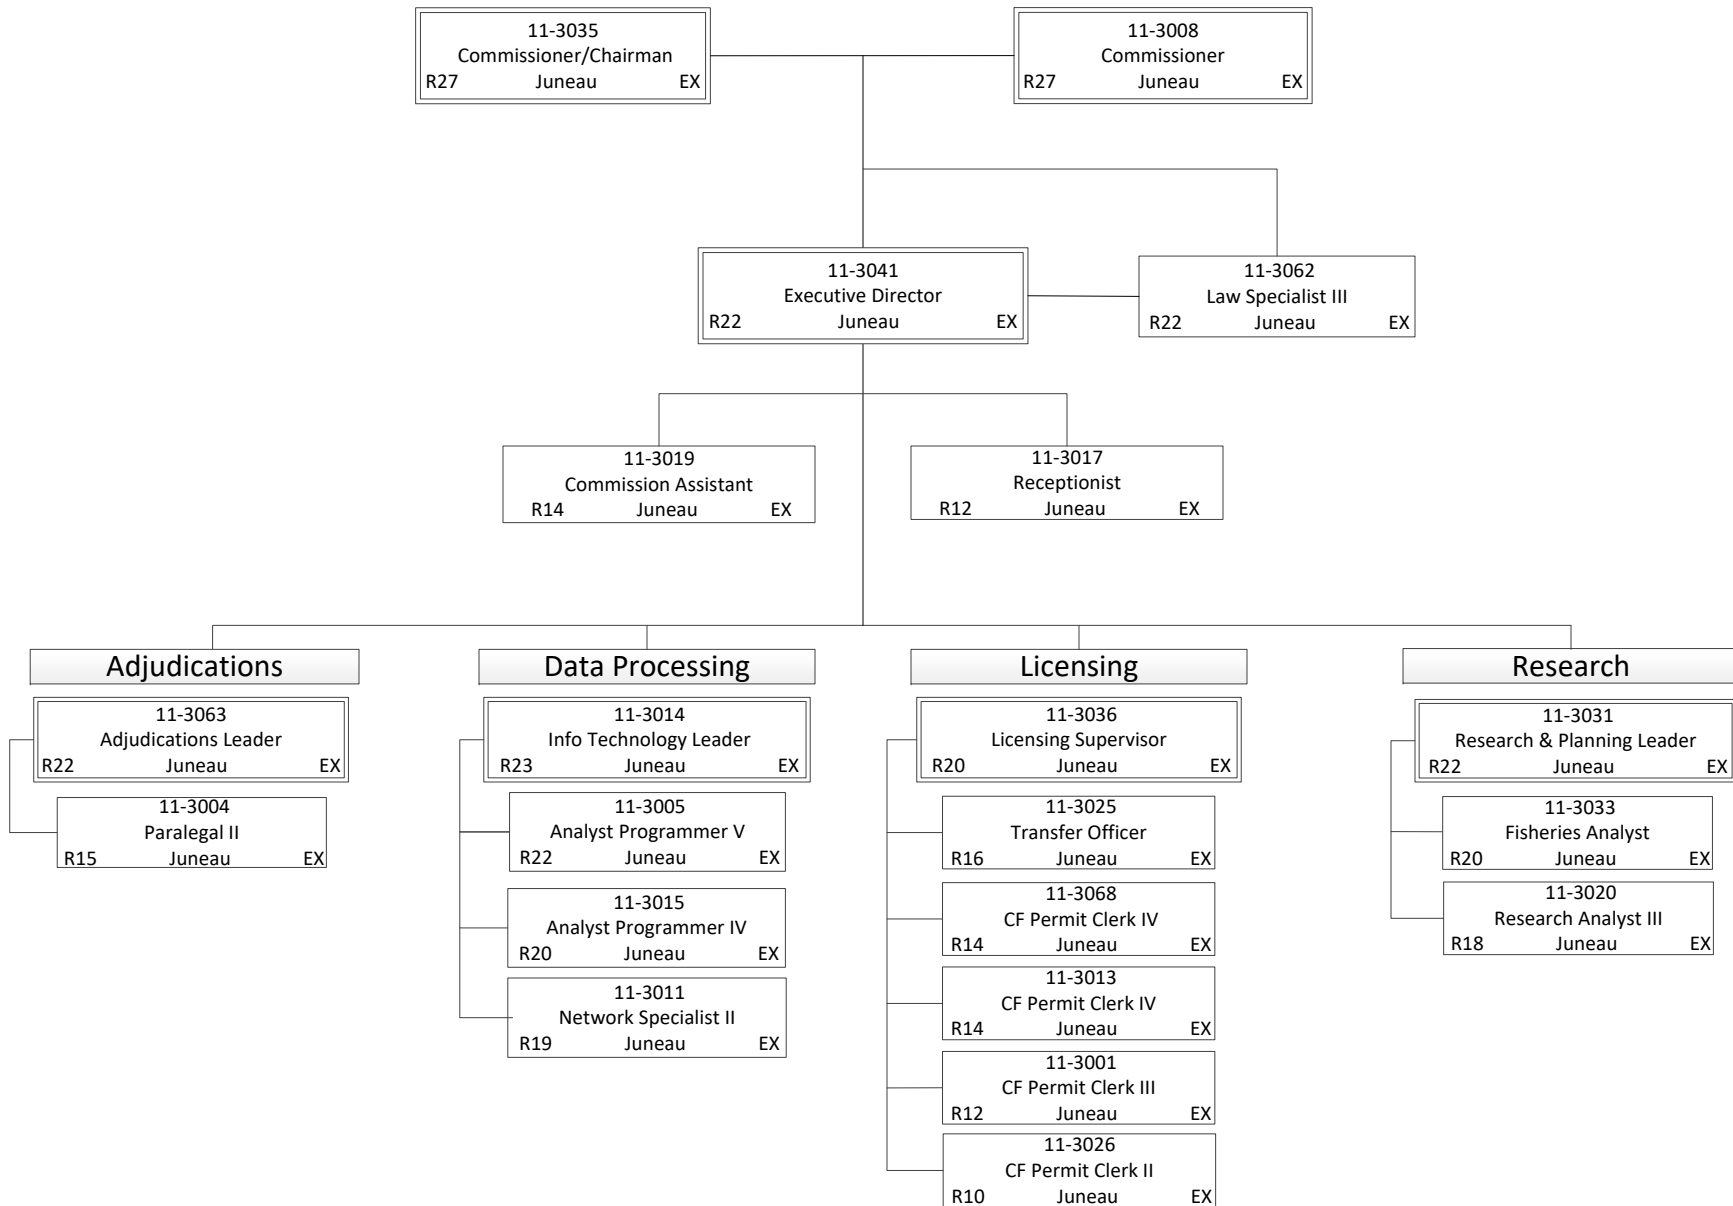 11-3035
Commissioner/Chairman
R27 Juneau EX
11-3008
Commissioner
R27 Juneau EX
11-3041
Executive Director
R22 Juneau EX
11-3062
Law Specialist III
R22 Juneau EX
11-3019
Commission Assistant
R14 Juneau EX
11-3017
Receptionist
R12 Juneau EX
Adjudications
11-3063
Adjudications Leader
R22 Juneau EX
11-3004
Paralegal II
R15 Juneau EX
Data Processing
11-3014
Info Technology Leader
R23 Juneau EX
11-3005
Analyst Programmer V
R22 Juneau EX
11-3015
Analyst Programmer IV
R20 Juneau EX
11-3011
Network Specialist II
R19 Juneau EX
Licensing
11-3036
Licensing Supervisor
R20 Juneau EX
11-3025
Transfer Officer
R16 Juneau EX
11-3068
CF Permit Clerk IV
R14 Juneau EX
11-3013
CF Permit Clerk IV
R14 Juneau EX
11-3001
CF Permit Clerk III
R12 Juneau EX
11-3026
CF Permit Clerk II
R10 Juneau EX
Research
11-3031
Research & Planning Leader
R22 Juneau EX
11-3033
Fisheries Analyst
R20 Juneau EX
11-3020
Research Analyst III
R18 Juneau EX